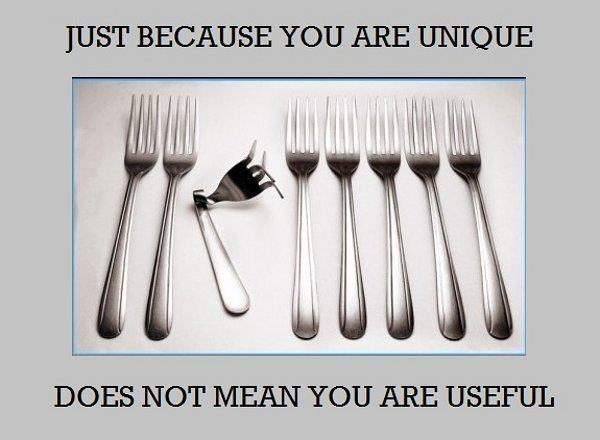 JUST BECAUSE YOU ARE UNIQUE
DOES NOT MEAN YOU ARE USEFUL